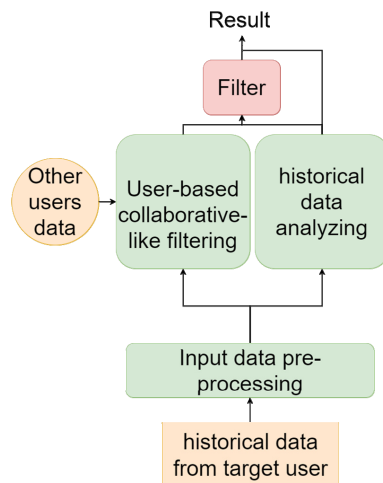 Result
Filter
Other
users
data
User-based
collaborative-
like filtering
historical
data
analyzing
Input data pre-
processing
historical data
from target user